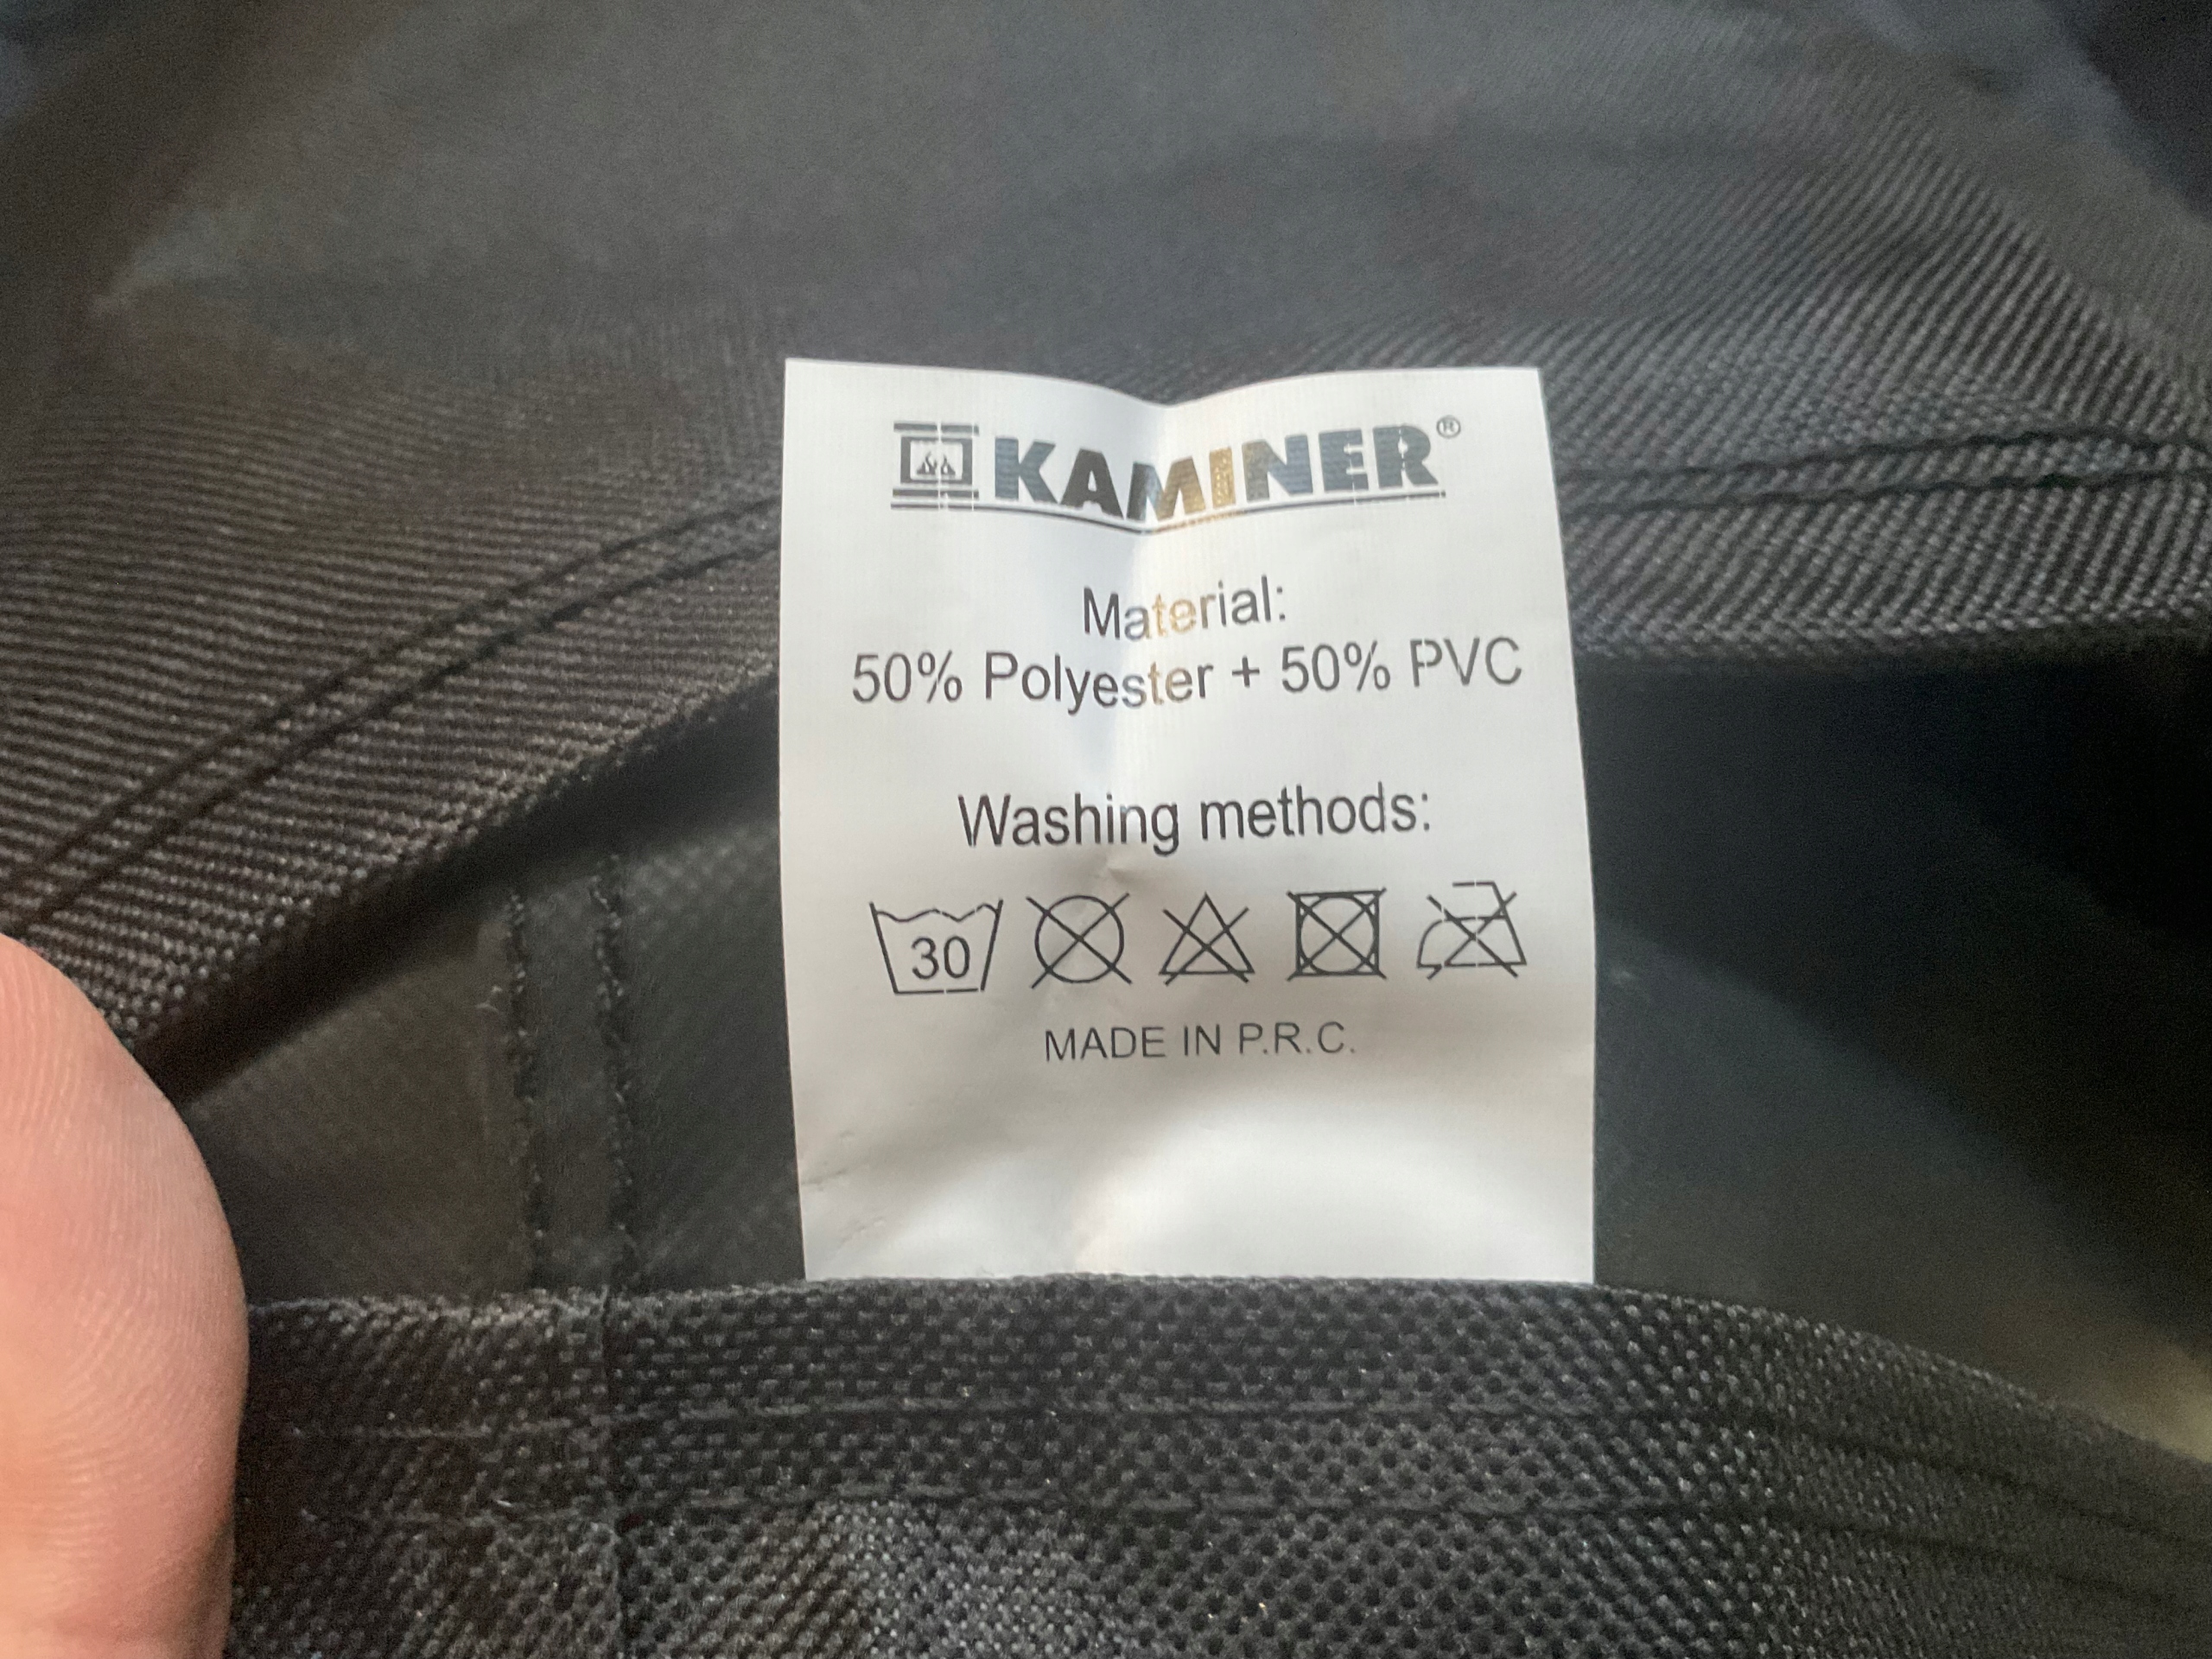 KAMINER®
Material:
50% Polyester + 50% PVC
Washing methods:
30
MADE IN P.R.C.